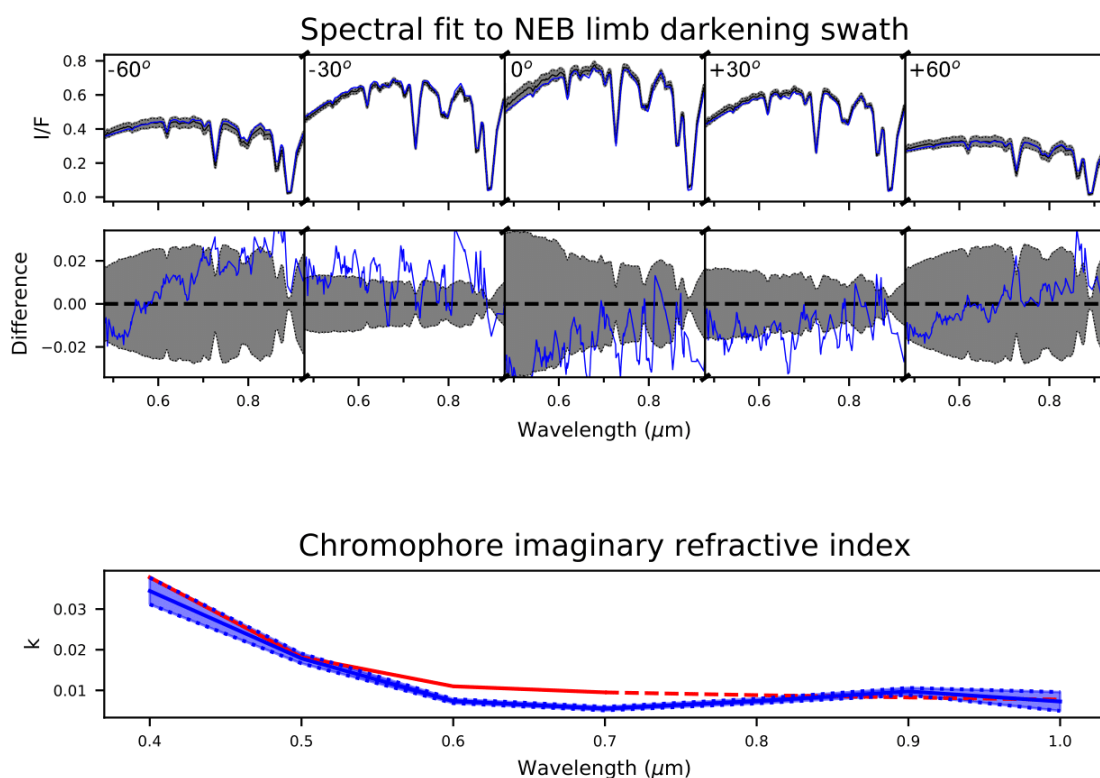 Spectral fit to NEB limb darkening swath
-60° -30° 0° +30° +60°
0.8
0.6
0.4
0.2
0.0
I/F
0.02
0.00
−0.02
Difference
0.6 0.8 0.6 0.8 0.6 0.8 0.6 0.8 0.6 0.8
Wavelength (μm)
Chromophore imaginary refractive index
0.03
0.02
0.01
k
0.4 0.5 0.6 0.7 0.8 0.9 1.0
Wavelength (μm)